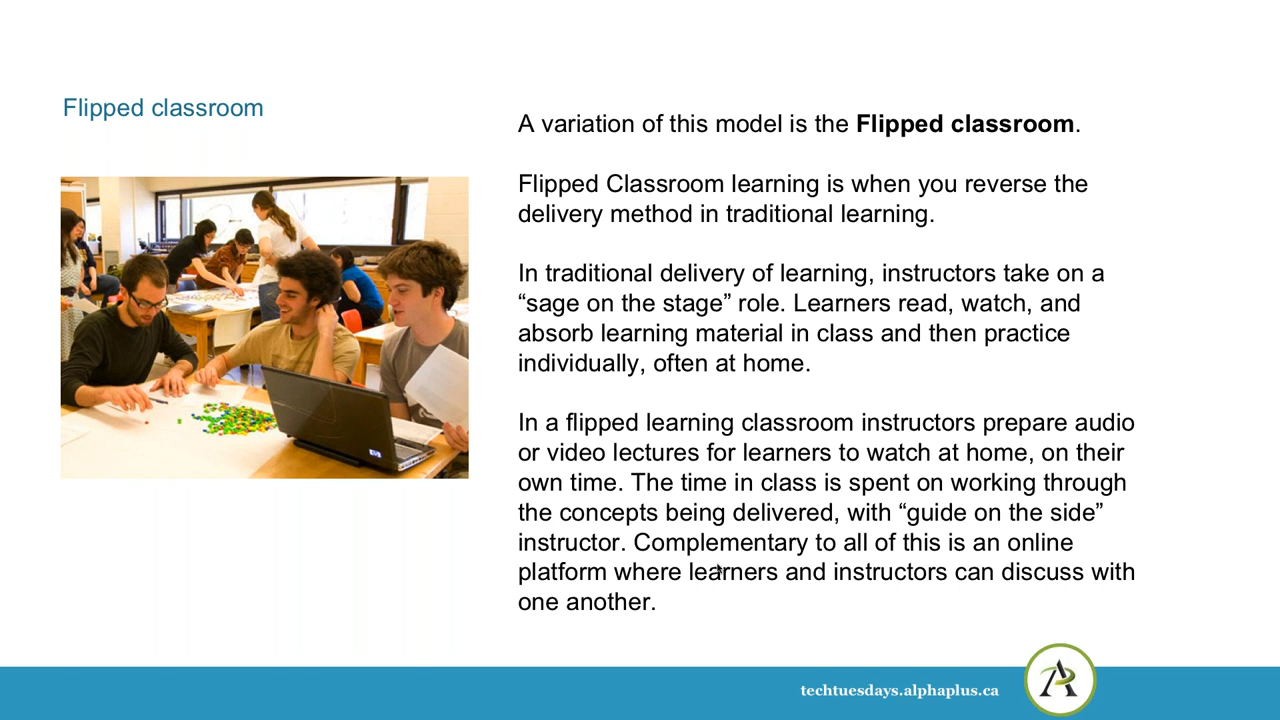 Flipped classroom
A variation of this model is the Flipped classroom.
Flipped Classroom learning is when you reverse the
delivery method in traditional learning.
In traditional delivery of learning, instructors take on a
“sage on the stage” role. Learners read, watch, and
absorb learning material in class and then practice
individually, often at home.
In a flipped learning classroom instructors prepare audio
or video lectures for learners to watch at home, on their
own time. The time in class is spent on working through
the concepts being delivered, with “guide on the side”
instructor. Complementary to all of this is an online
platform where learners and instructors can discuss with
one another.
techtuesdays.alphaplus.ca